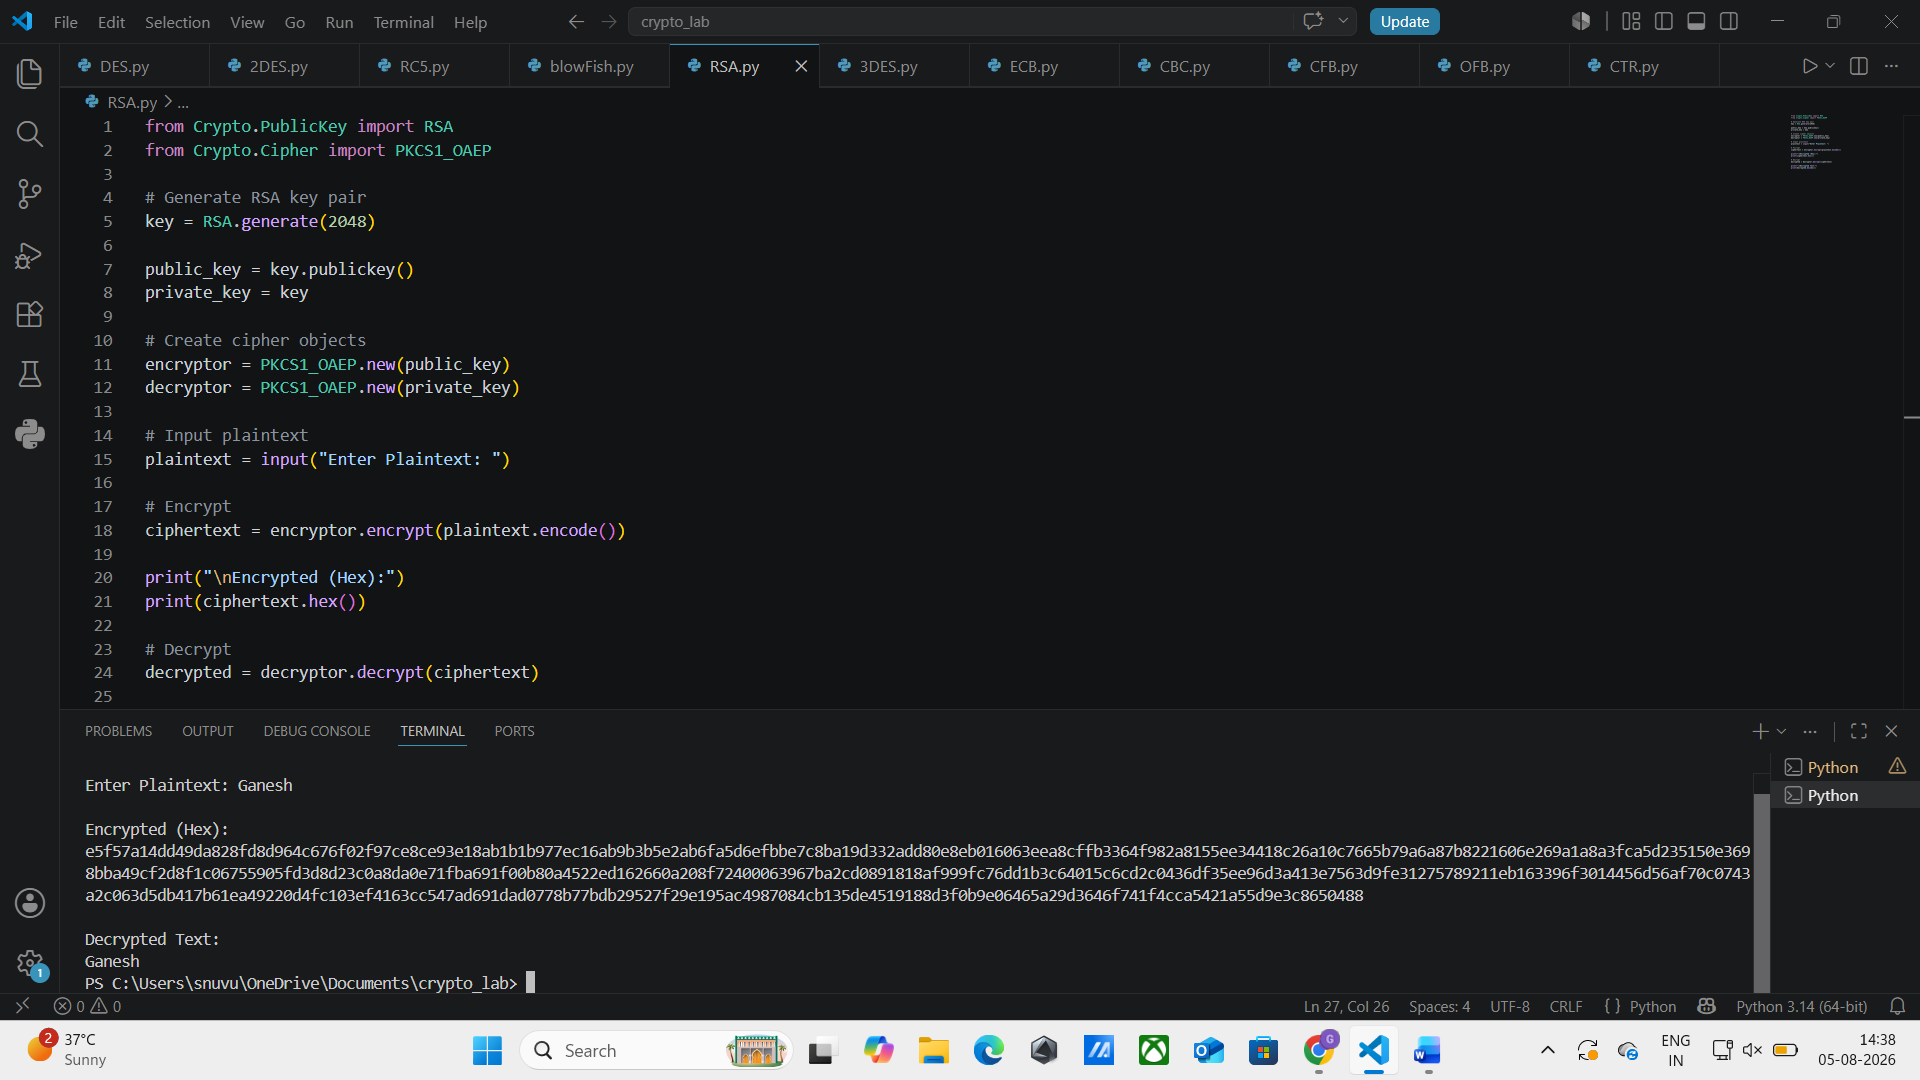 File Edit Selection View Go Run Terminal Help
crypto_lab
Update
DES.py 2DES.py RC5.py blowFish.py RSA.py 3DES.py ECB.py CBC.py CFB.py OFB.py CTR.py
RSA.py > ...
1 from Crypto.PublicKey import RSA
2 from Crypto.Cipher import PKCS1_OAEP
3
4 # Generate RSA key pair
5 key = RSA.generate(2048)
6
7 public_key = key.publickey()
8 private_key = key
9
10 # Create cipher objects
11 encryptor = PKCS1_OAEP.new(public_key)
12 decryptor = PKCS1_OAEP.new(private_key)
13
14 # Input plaintext
15 plaintext = input("Enter Plaintext: ")
16
17 # Encrypt
18 ciphertext = encryptor.encrypt(plaintext.encode())
19
20 print("\nEncrypted (Hex):")
21 print(ciphertext.hex())
22
23 # Decrypt
24 decrypted = decryptor.decrypt(ciphertext)
25
PROBLEMS OUTPUT DEBUG CONSOLE TERMINAL PORTS
Python
Python
Enter Plaintext: Ganesh
Encrypted (Hex):
e5f57a14dd49da828fd8d964c676f02f97ce8ce93e18ab1b1b977ec16ab9b3b5e2ab6fa5d6efbbe7c8ba19d332add80e8eb016063eea8cffb3364f982a8155ee34418c26a10c7665b79a6a87b8221606e269a1a8a3fca5d235150e369
8bba49cf2d8f1c06755905fd3d8d23c0a8da0e71fba691f00b80a4522ed162660a208f72400063967ba2cd0891818af999fc76dd1b3c64015c6cd2c0436df35ee96d3a413e7563d9fe31275789211eb163396f3014456d56af70c0743
a2c063d5db417b61ea49220d4fc103ef4163cc547ad691dad0778b77bdb29527f29e195ac4987084cb135de4519188d3f0b9e06465a29d3646f741f4cca5421a55d9e3c8650488
Decrypted Text:
Ganesh
PS C:\Users\snuvu\OneDrive\Documents\crypto_lab>
1
0 0
Ln 27, Col 26 Spaces: 4 UTF-8 CRLF { } Python Python 3.14 (64-bit)
2
37°C
Sunny
Search
G
ENG
IN
14:38
05-08-2026